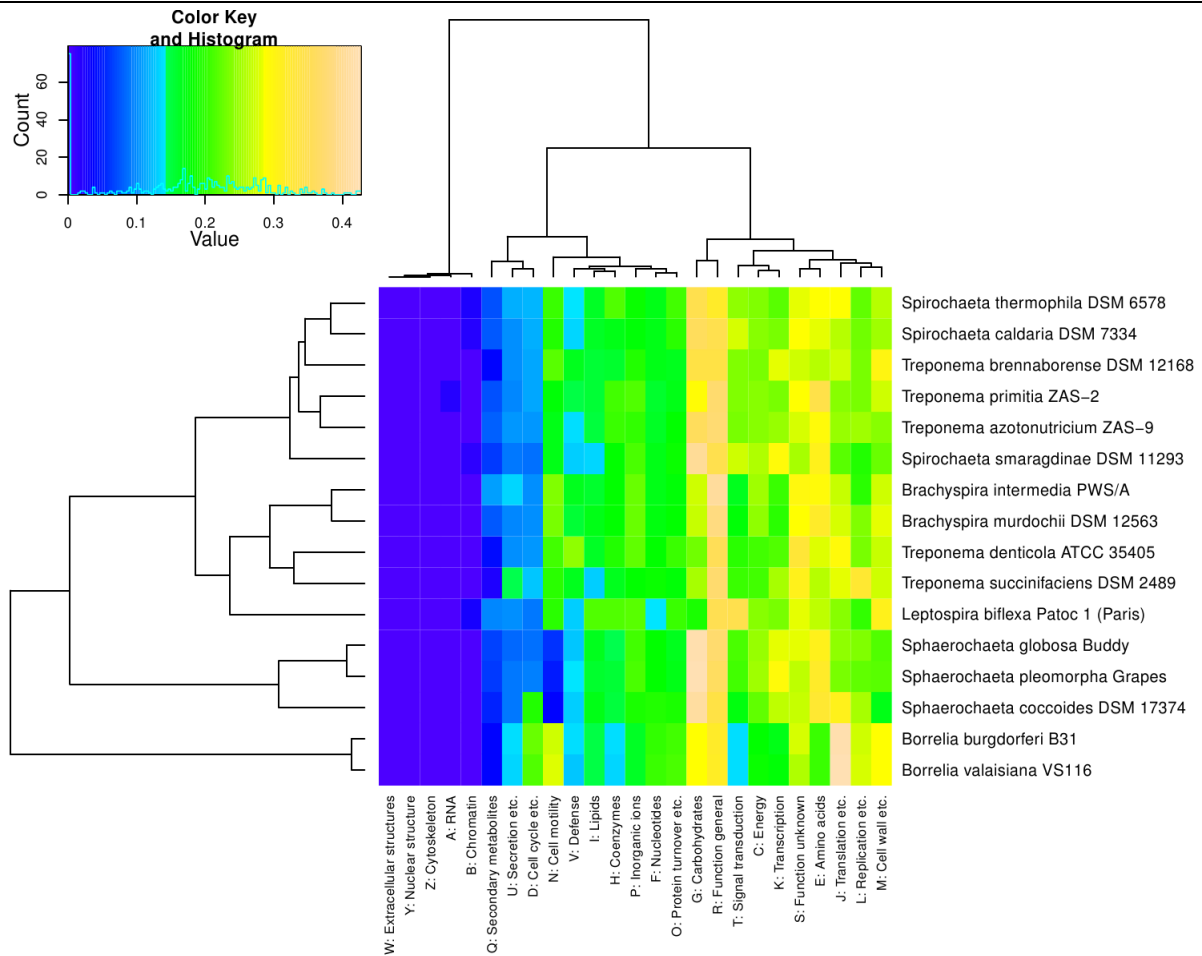 Color Key
and Histogram
Count
0 20 40 60
0 0.1 0.2 0.3 0.4
Value
Spirochaeta thermophila DSM 6578
Spirochaeta caldaria DSM 7334
Treponema brennaborense DSM 12168
Treponema primitia ZAS−2
Treponema azotonutricium ZAS−9
Spirochaeta smaragdinae DSM 11293
Brachyspira intermedia PWS/A
Brachyspira murdochii DSM 12563
Treponema denticola ATCC 35405
Treponema succinifaciens DSM 2489
Leptospira biflexa Patoc 1 (Paris)
Sphaerochaeta globosa Buddy
Sphaerochaeta pleomorpha Grapes
Sphaerochaeta coccoides DSM 17374
Borrelia burgdorferi B31
Borrelia valaisiana VS116
W: Extracellular structures
Y: Nuclear structure
Z: Cytoskeleton
A: RNA
B: Chromatin
Q: Secondary metabolites
U: Secretion etc.
D: Cell cycle etc.
N: Cell motility
V: Defense
I: Lipids
H: Coenzymes
P: Inorganic ions
F: Nucleotides
O: Protein turnover etc.
G: Carbohydrates
R: Function general
T: Signal transduction
C: Energy
K: Transcription
S: Function unknown
E: Amino acids
J: Translation etc.
L: Replication etc.
M: Cell wall etc.